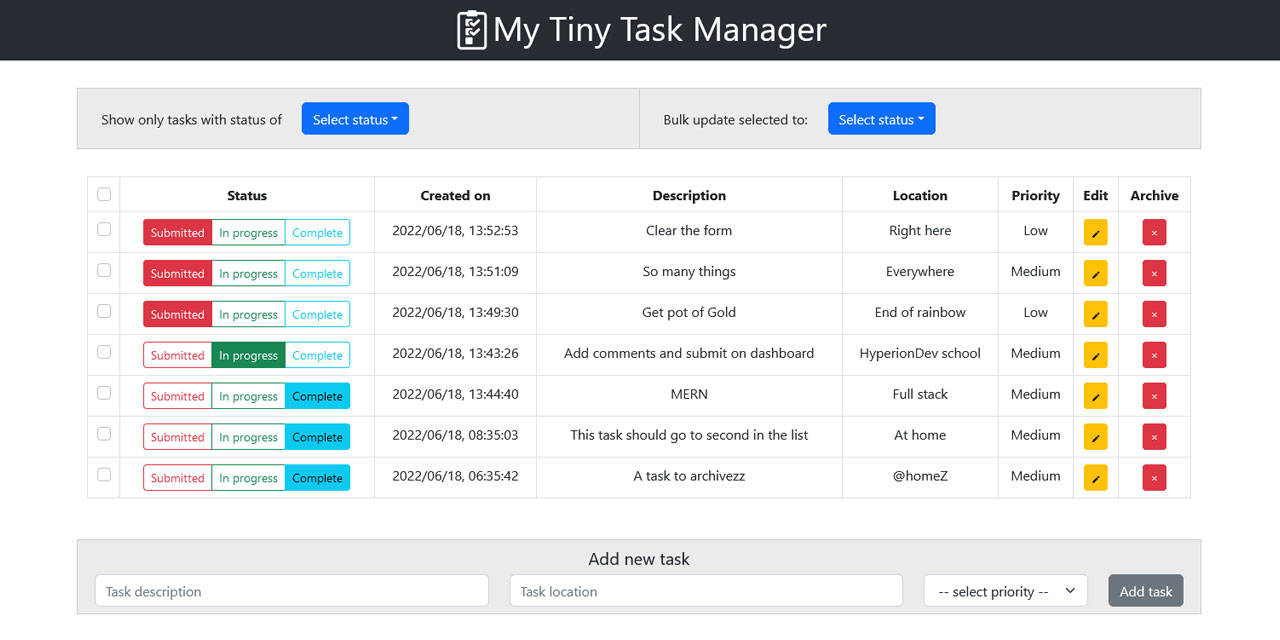 My Tiny Task Manager
Show only tasks with status of Select status Bulk update selected to: Select status
Status Created on Description Location Priority Edit Archive
Submitted In progress Complete 2022/06/18, 13:52:53 Clear the form Right here Low
Submitted In progress Complete 2022/06/18, 13:51:09 So many things Everywhere Medium
Submitted In progress Complete 2022/06/18, 13:49:30 Get pot of Gold End of rainbow Low
Submitted In progress Complete 2022/06/18, 13:43:26 Add comments and submit on dashboard HyperionDev school Medium
Submitted In progress Complete 2022/06/18, 13:44:40 MERN Full stack Medium
Submitted In progress Complete 2022/06/18, 08:35:03 This task should go to second in the list At home Medium
Submitted In progress Complete 2022/06/18, 06:35:42 A task to archivezz @homeZ Medium
Add new task
Task description Task location -- select priority -- Add task